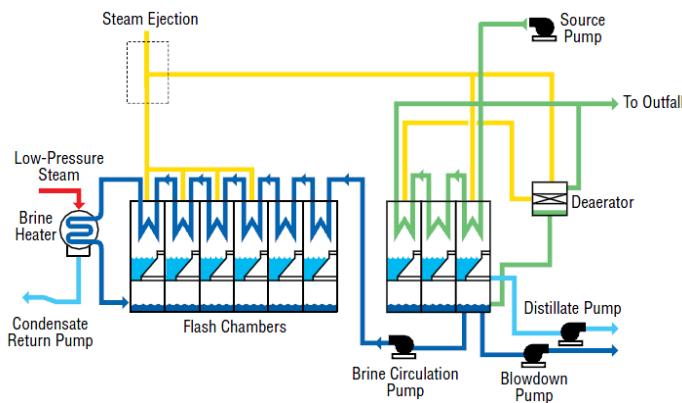 Steam Ejection
Source
Pump
To Outfall
Low-Pressure
Steam
Brine
Heater
Deaerator
Flash Chambers
Condensate
Return Pump
Distillate Pump
Brine Circulation
Pump
Blowdown
Pump